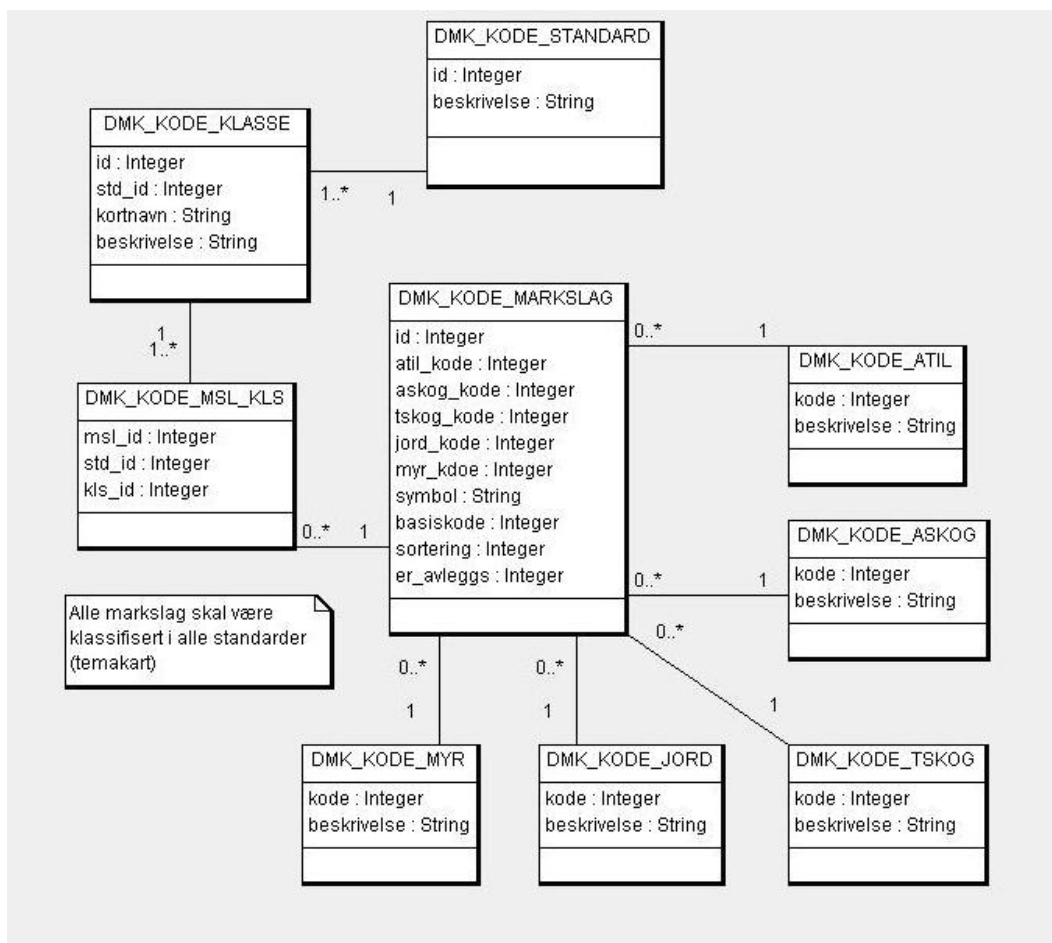 DMK_KODE_STANDARD
id : Integer
beskrivelse : String
DMK_KODE_KLASSE
id : Integer
std_id : Integer
kortnavn : String
beskrivelse : String
1..*
1
1
1..*
DMK_KODE_MARKSLAG
id : Integer
atil_kode : Integer
askog_kode : Integer
tskog_kode : Integer
jord_kode : Integer
myr_kdoe : Integer
symbol : String
basiskode : Integer
sortering : Integer
er_avleggs : Integer
0..*
1
DMK_KODE_ATIL
kode : Integer
beskrivelse : String
DMK_KODE_MSL_KLS
msl_id : Integer
std_id : Integer
kls_id : Integer
0..*
1
DMK_KODE_ASKOG
kode : Integer
beskrivelse : String
0..*
1
Alle markslag skal være
klassifisert i alle standarder
(temakart)
0..*
1
0..*
1
0..*
1
DMK_KODE_MYR
kode : Integer
beskrivelse : String
DMK_KODE_JORD
kode : Integer
beskrivelse : String
DMK_KODE_TSKOG
kode : Integer
beskrivelse : String